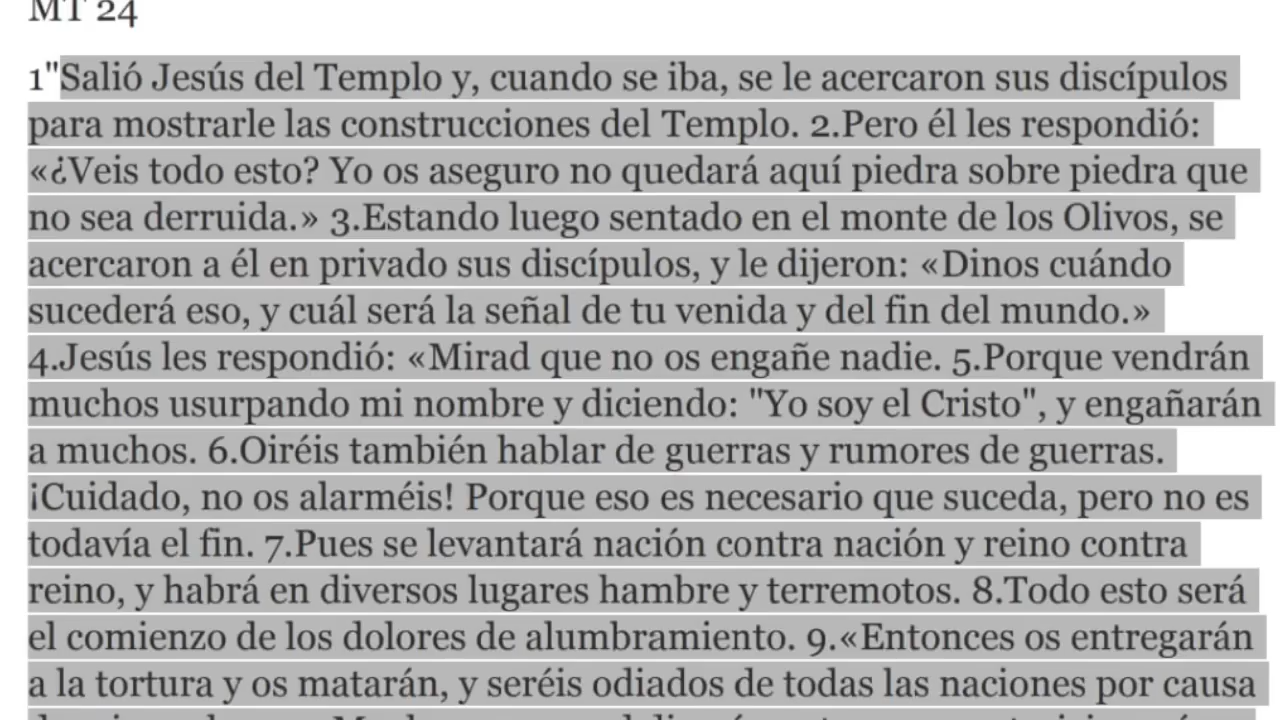 MT 24
1"Salió Jesús del Templo y, cuando se iba, se le acercaron sus discípulos
para mostrarle las construcciones del Templo. 2.Pero él les respondió:
«¿Veis todo esto? Yo os aseguro no quedará aquí piedra sobre piedra que
no sea derruida.» 3.Estando luego sentado en el monte de los Olivos, se
acercaron a él en privado sus discípulos, y le dijeron: «Dinos cuándo
sucederá eso, y cuál será la señal de tu venida y del fin del mundo.»
4.Jesús les respondió: «Mirad que no os engañe nadie. 5.Porque vendrán
muchos usurpando mi nombre y diciendo: "Yo soy el Cristo", y engañarán
a muchos. 6.Oiréis también hablar de guerras y rumores de guerras.
¡Cuidado, no os alarméis! Porque eso es necesario que suceda, pero no es
todavía el fin. 7.Pues se levantará nación contra nación y reino contra
reino, y habrá en diversos lugares hambre y terremotos. 8.Todo esto será
el comienzo de los dolores de alumbramiento. 9.«Entonces os entregarán
a la tortura y os matarán, y seréis odiados de todas las naciones por causa